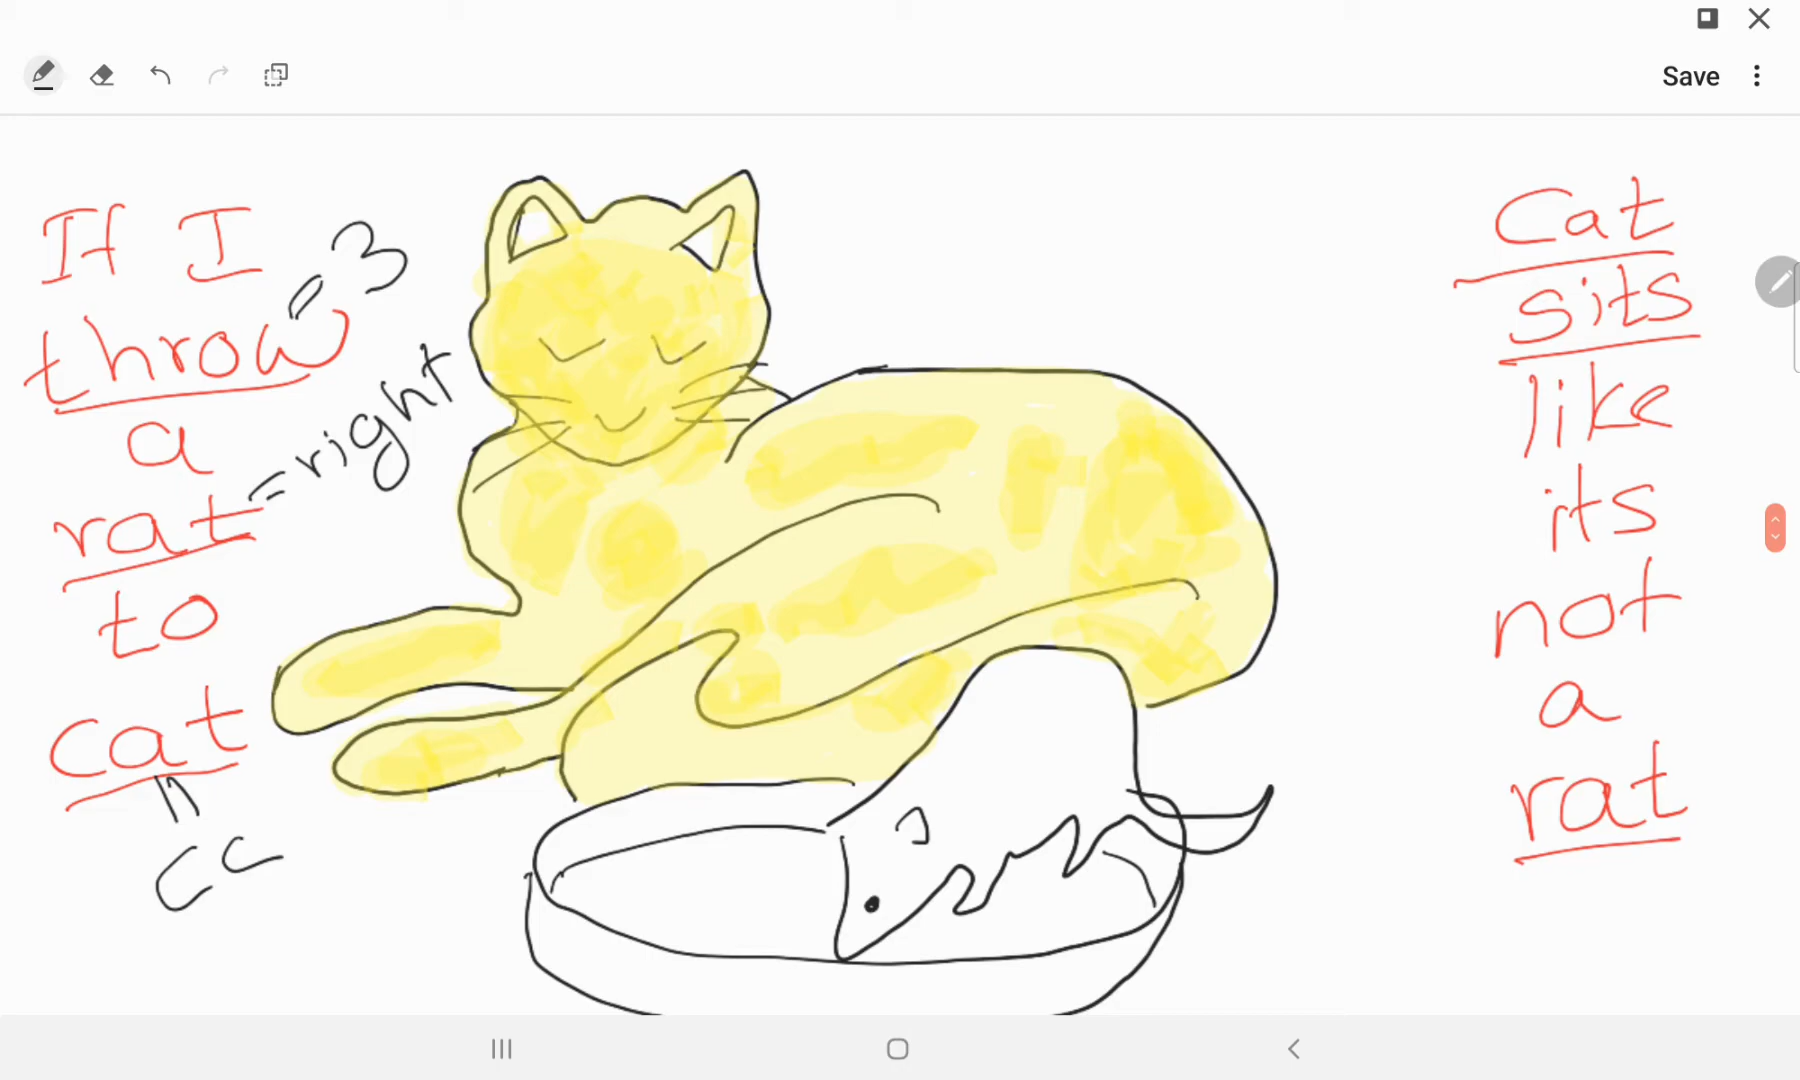 Save
If I
throw = 3
a
rat = right
to
cat
cc
Cat
sits
like
its
not
a
rat